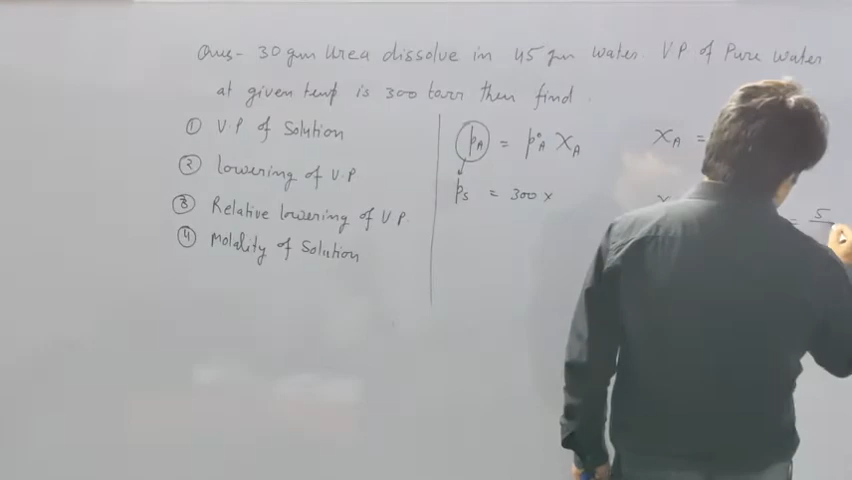 Ques- 30 gm Urea dissolve in 45 gm water. VP of Pure water
at given temp is 300 torr then find.
① V.P of Solution
② Lowering of V.P
③ Relative lowering of V.P.
④ Molality of Solution
pA = p°A XA
ps = 300 x
XA =
= 5